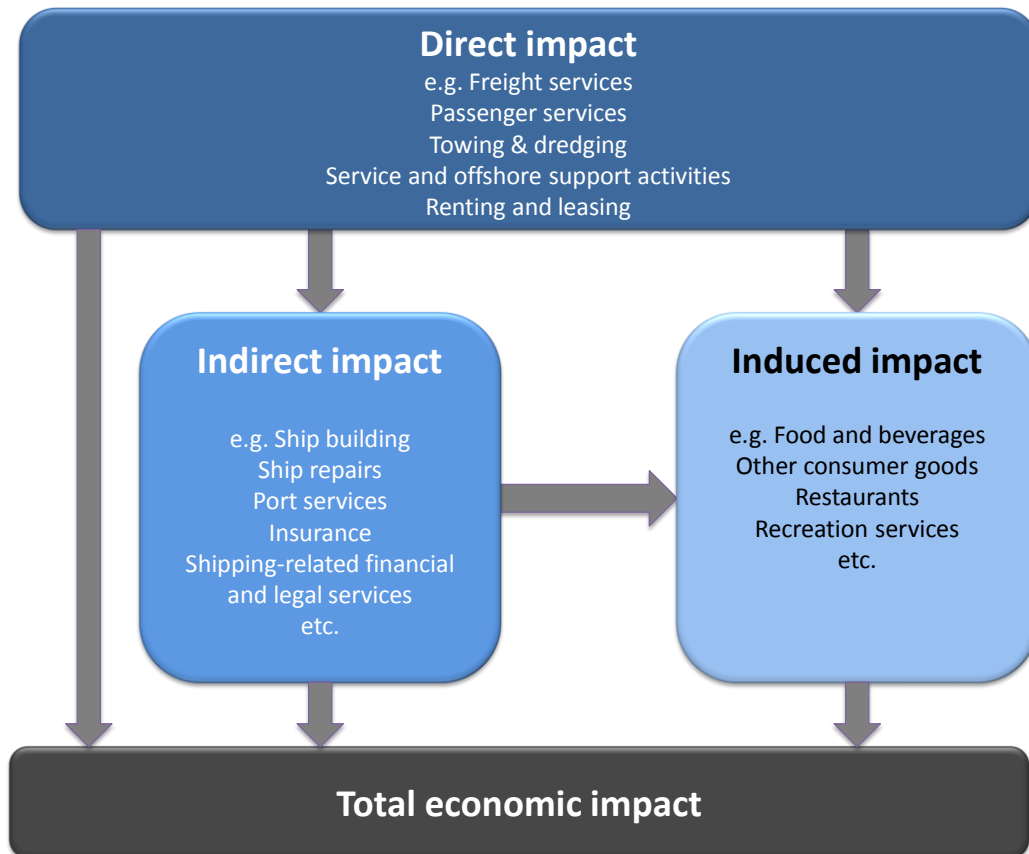 Direct impact
e.g. Freight services
Passenger services
Towing & dredging
Service and offshore support activities
Renting and leasing
Indirect impact
e.g. Ship building
Ship repairs
Port services
Insurance
Shipping-related financial
and legal services
etc.
Induced impact
e.g. Food and beverages
Other consumer goods
Restaurants
Recreation services
etc.
Total economic impact